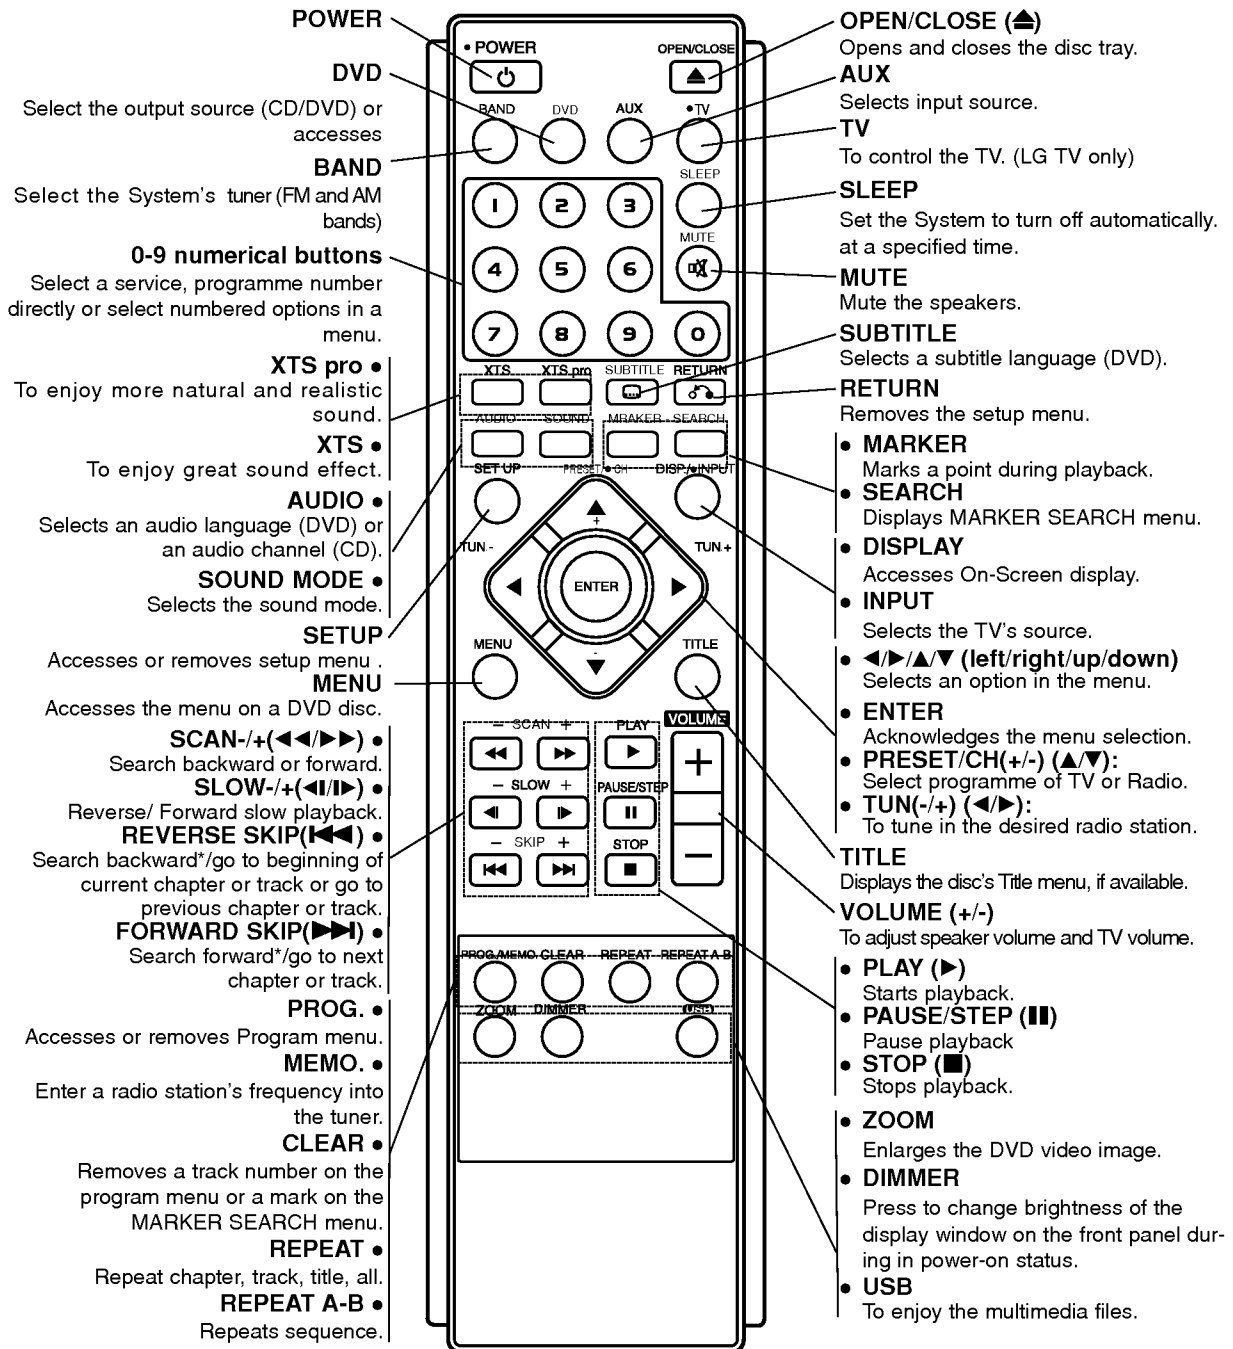 POWER
DVD
Select the output source (CD/DVD) or
accesses
BAND
Select the System's tuner (FM and AM
bands)
0-9 numerical buttons
Select a service, programme number
directly or select numbered options in a
menu.
XTS pro ●
To enjoy more natural and realistic
sound.
XTS ●
To enjoy great sound effect.
AUDIO ●
Selects an audio language (DVD) or
an audio channel (CD).
SOUND MODE ●
Selects the sound mode.
SETUP
Accesses or removes setup menu .
MENU
Accesses the menu on a DVD disc.
SCAN-/+(◀◀/▶▶) ●
Search backward or forward.
SLOW-/+(◀I/I▶) ●
Reverse/ Forward slow playback.
REVERSE SKIP(I◀◀ ) ●
Search backward*/go to beginning of
current chapter or track or go to
previous chapter or track.
FORWARD SKIP(▶▶I) ●
Search forward*/go to next
chapter or track.
PROG. ●
Accesses or removes Program menu.
MEMO. ●
Enter a radio station's frequency into
the tuner.
CLEAR ●
Removes a track number on the
program menu or a mark on the
MARKER SEARCH menu.
REPEAT ●
Repeat chapter, track, title, all.
REPEAT A-B ●
Repeats sequence.
● POWER
OPEN/CLOSE
BAND DVD AUX ● TV
SLEEP
1 2 3
MUTE
4 5 6
7 8 9 0
XTS XTS pro SUBTITLE RETURN
AUDIO SOUND MRAKER SEARCH
SET UP PRESET/ ● CH DISP./●INPUT
+
TUN - TUN +
ENTER
-
MENU TITLE
- SCAN + PLAY VOLUME
+
- SLOW + PAUSE/STEP
- SKIP + STOP
-
PROG./MEMO. CLEAR REPEAT REPEAT A-B
ZOOM DIMMER USB
OPEN/CLOSE (⏏)
Opens and closes the disc tray.
AUX
Selects input source.
TV
To control the TV. (LG TV only)
SLEEP
Set the System to turn off automatically.
at a specified time.
MUTE
Mute the speakers.
SUBTITLE
Selects a subtitle language (DVD).
RETURN
Removes the setup menu.
● MARKER
Marks a point during playback.
● SEARCH
Displays MARKER SEARCH menu.
● DISPLAY
Accesses On-Screen display.
● INPUT
Selects the TV's source.
● ◀/▶/▲/▼ (left/right/up/down)
Selects an option in the menu.
● ENTER
Acknowledges the menu selection.
● PRESET/CH(+/-) (▲/▼):
Select programme of TV or Radio.
● TUN(-/+) (◀/▶):
To tune in the desired radio station.
TITLE
Displays the disc's Title menu, if available.
VOLUME (+/-)
To adjust speaker volume and TV volume.
● PLAY (▶)
Starts playback.
● PAUSE/STEP (❚❚)
Pause playback
● STOP (■)
Stops playback.
● ZOOM
Enlarges the DVD video image.
● DIMMER
Press to change brightness of the
display window on the front panel dur-
ing in power-on status.
● USB
To enjoy the multimedia files.